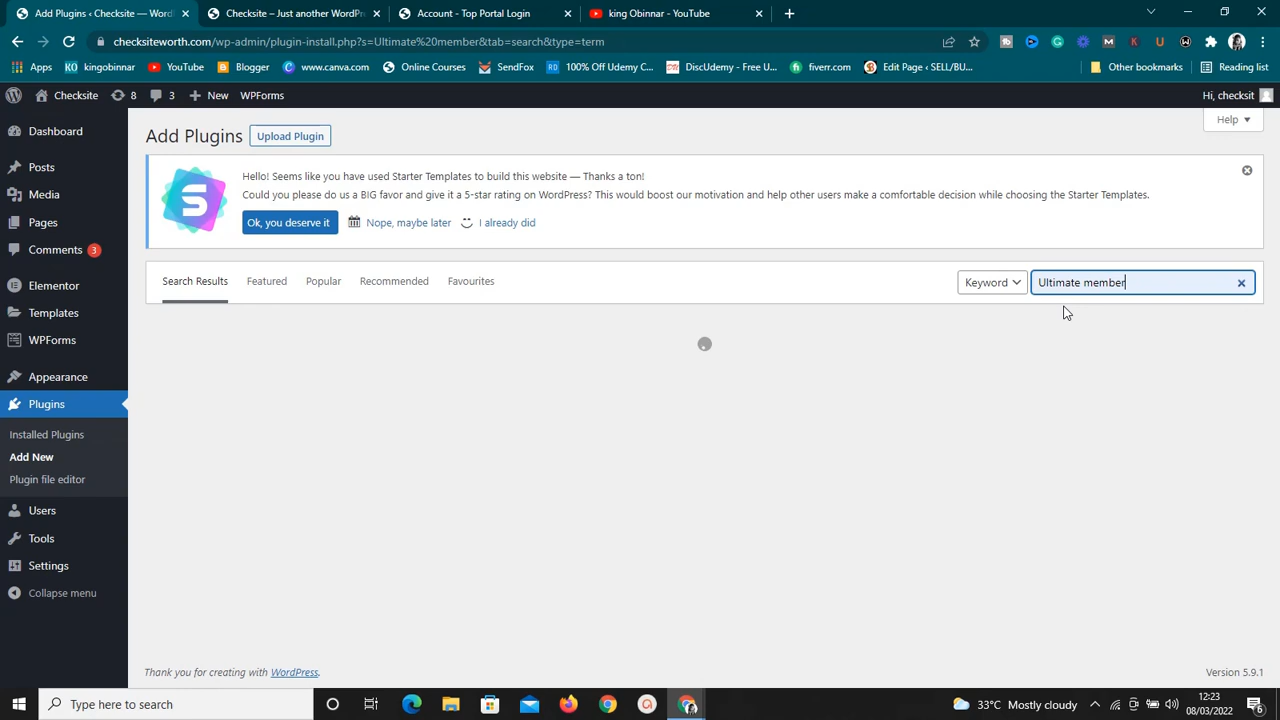 Add Plugins ‹ Checksite — WordPr
Checksite – Just another WordPre
Account - Top Portal Login
king Obinnar - YouTube
checksiteworth.com/wp-admin/plugin-install.php?s=Ultimate%20member&tab=search&type=term
Apps
kingobinnar
YouTube
Blogger
www.canva.com
Online Courses
SendFox
100% Off Udemy C...
DiscUdemy - Free U...
fiverr.com
Edit Page ‹ SELL/BU...
Other bookmarks
Reading list
Checksite
8
3
New
WPForms
Hi, checksit
Dashboard
Posts
Media
Pages
Comments 3
Elementor
Templates
WPForms
Appearance
Plugins
Installed Plugins
Add New
Plugin file editor
Users
Tools
Settings
Collapse menu
Help
Add Plugins
Upload Plugin
Hello! Seems like you have used Starter Templates to build this website — Thanks a ton!
Could you please do us a BIG favor and give it a 5-star rating on WordPress? This would boost our motivation and help other users make a comfortable decision while choosing the Starter Templates.
Ok, you deserve it
Nope, maybe later
I already did
Search Results
Featured
Popular
Recommended
Favourites
Keyword
Ultimate member
Thank you for creating with WordPress.
Version 5.9.1
Type here to search
33°C Mostly cloudy
12:23
08/03/2022
6